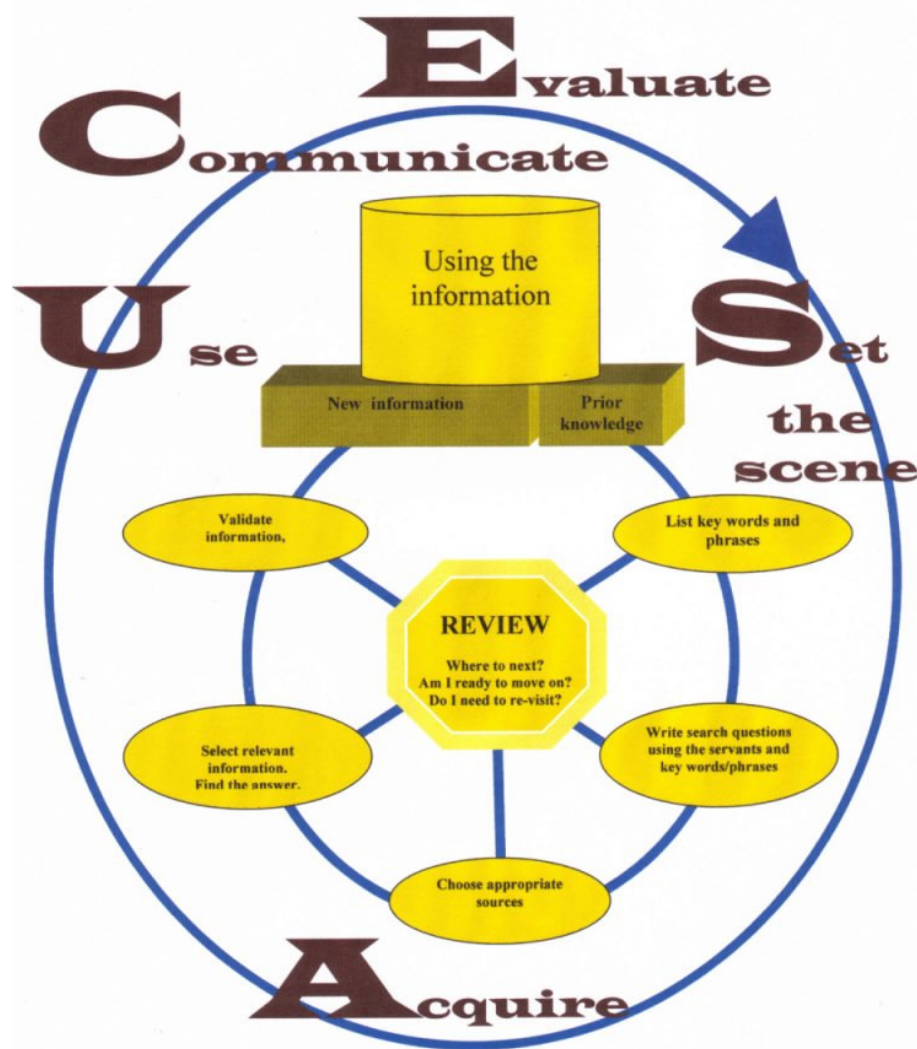 Evaluate
Communicate
Using the
information
Use
Set
the
scene
New information
Prior
knowledge
Validate
information,
List key words and
phrases
REVIEW
Where to next?
Am I ready to move on?
Do I need to re-visit?
Select relevant
information.
Find the answer.
Write search questions
using the servants and
key words/phrases
Choose appropriate
sources
Acquire